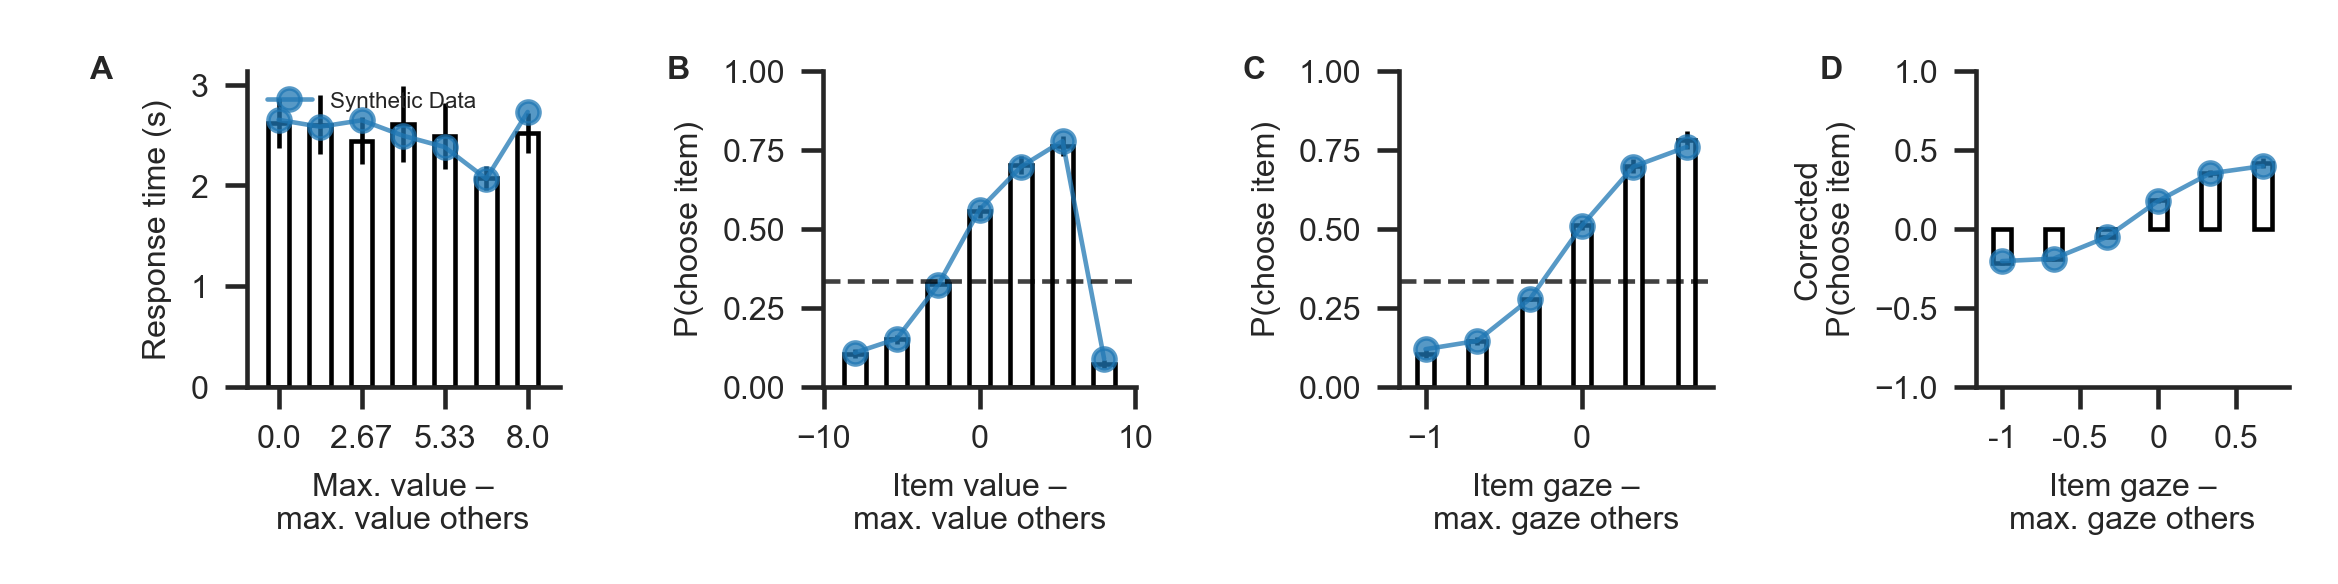 A
3
2
1
0
Response time (s)
Synthetic Data
0.0 2.67 5.33 8.0
Max. value –
max. value others
B
1.00
0.75
0.50
0.25
0.00
P(choose item)
−10 0 10
Item value –
max. value others
C
1.00
0.75
0.50
0.25
0.00
P(choose item)
−1 0
Item gaze –
max. gaze others
D
1.0
0.5
0.0
−0.5
−1.0
Corrected
P(choose item)
-1 -0.5 0 0.5
Item gaze –
max. gaze others